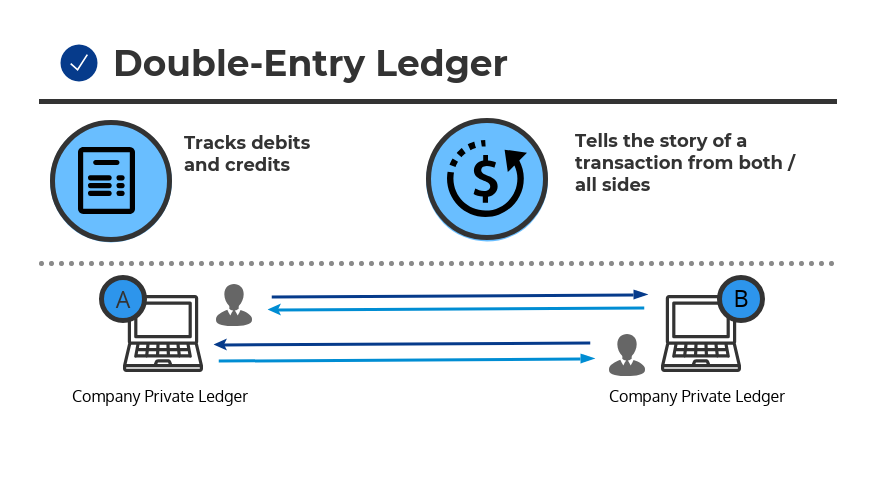 Double-Entry Ledger
Tracks debits
and credits
$
Tells the story of a
transaction from both /
all sides
A
B
Company Private Ledger
Company Private Ledger